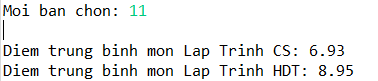 Moi ban chon: 11
Diem trung binh mon Lap Trinh CS: 6.93
Diem trung binh mon Lap Trinh HDT: 8.95